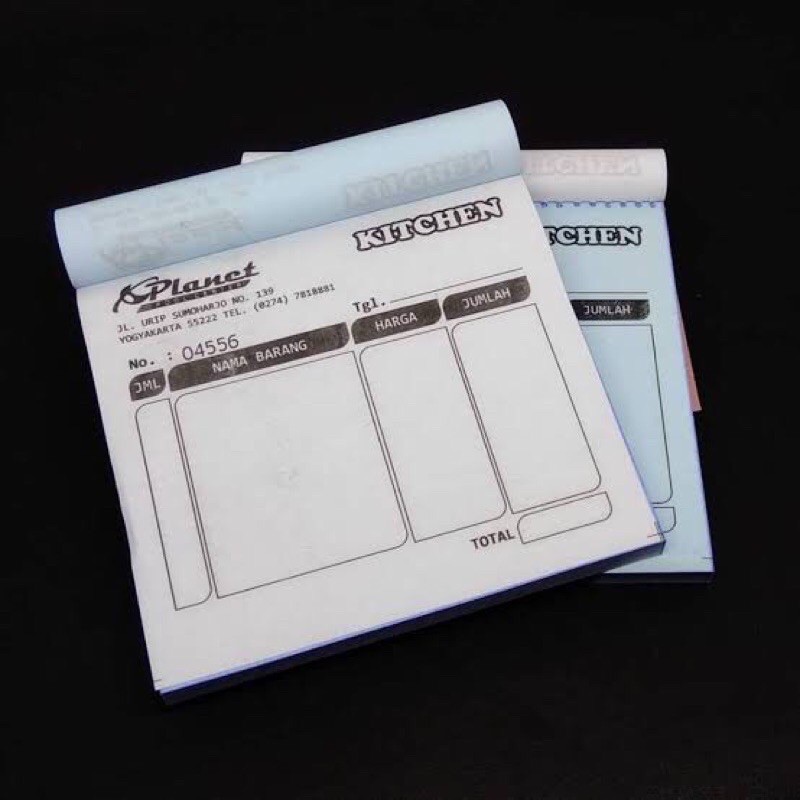 KITCHEN
Planet
JL. URIP SUMOHARJO NO. 139
YOGYAKARTA 55222 TEL. (0274) 7818881
Tgl.
No. : 04556
JML NAMA BARANG HARGA JUMLAH
TOTAL
TCHEN
JUMLAH